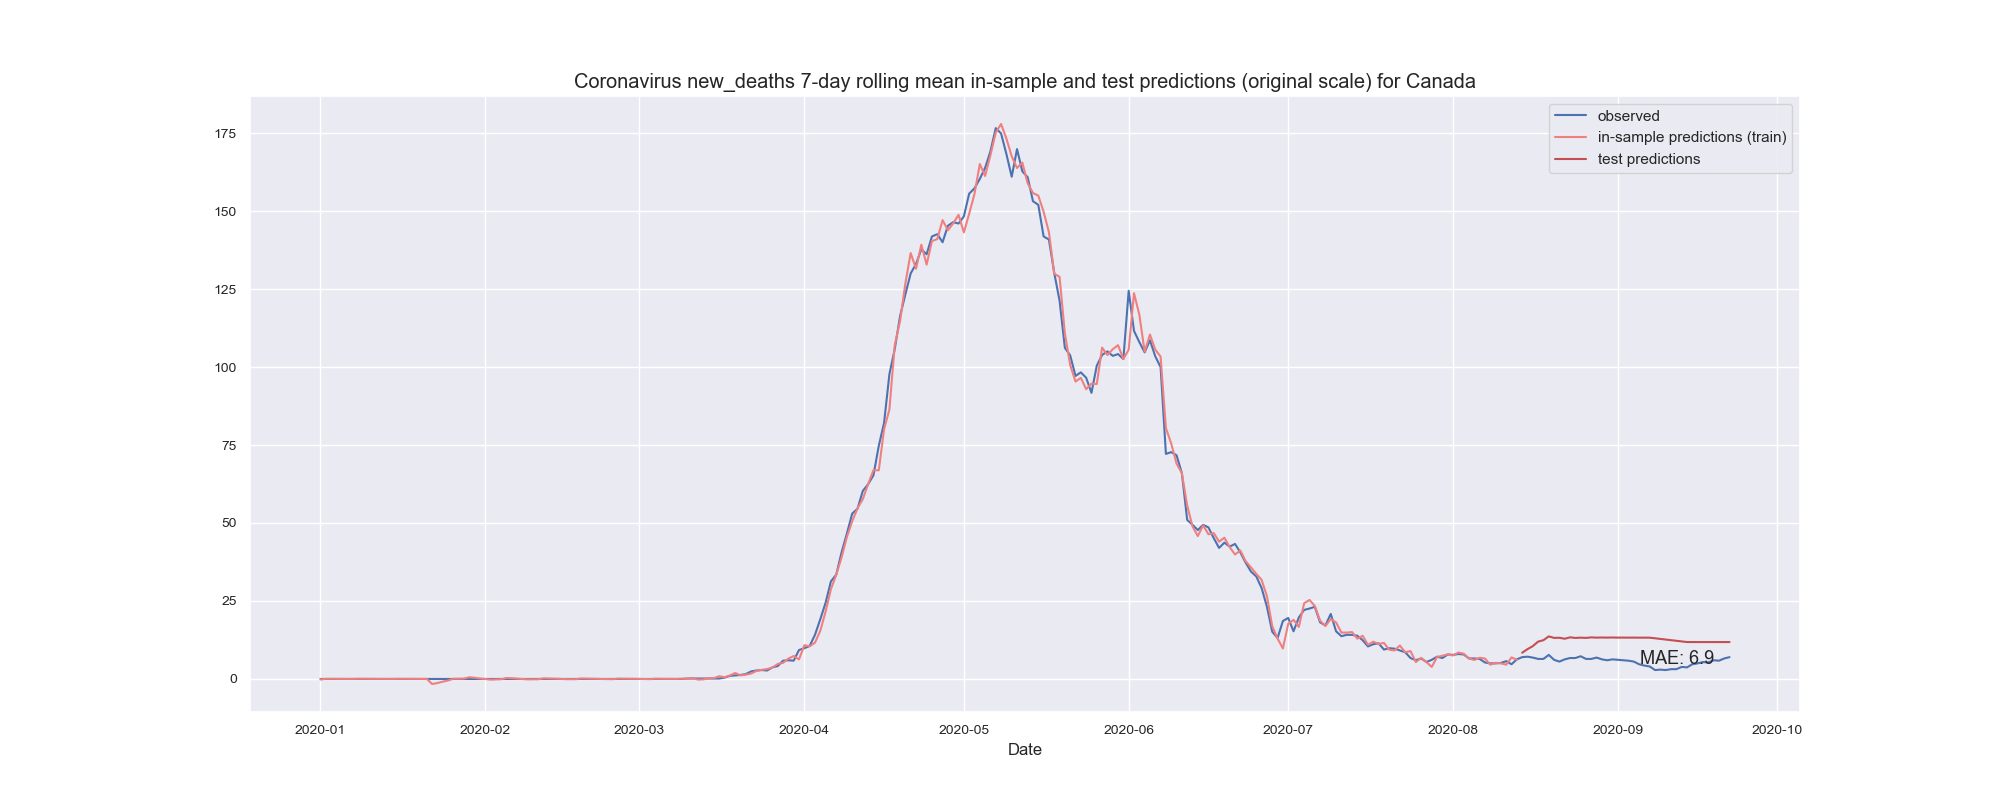 Coronavirus new_deaths 7-day rolling mean in-sample and test predictions (original scale) for Canada
observed
in-sample predictions (train)
test predictions
175
150
125
100
75
50
25
0
MAE: 6.9
2020-01 2020-02 2020-03 2020-04 2020-05 2020-06 2020-07 2020-08 2020-09 2020-10
Date